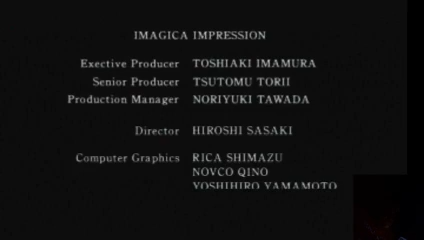 IMAGICA IMPRESSION
Exective Producer TOSHIAKI IMAMURA
Senior Producer TSUTOMU TORII
Production Manager NORIYUKI TAWADA
Director HIROSHI SASAKI
Computer Graphics RICA SHIMAZU
NOVCO QINO
YOSHIHIRO YAMAMOTO